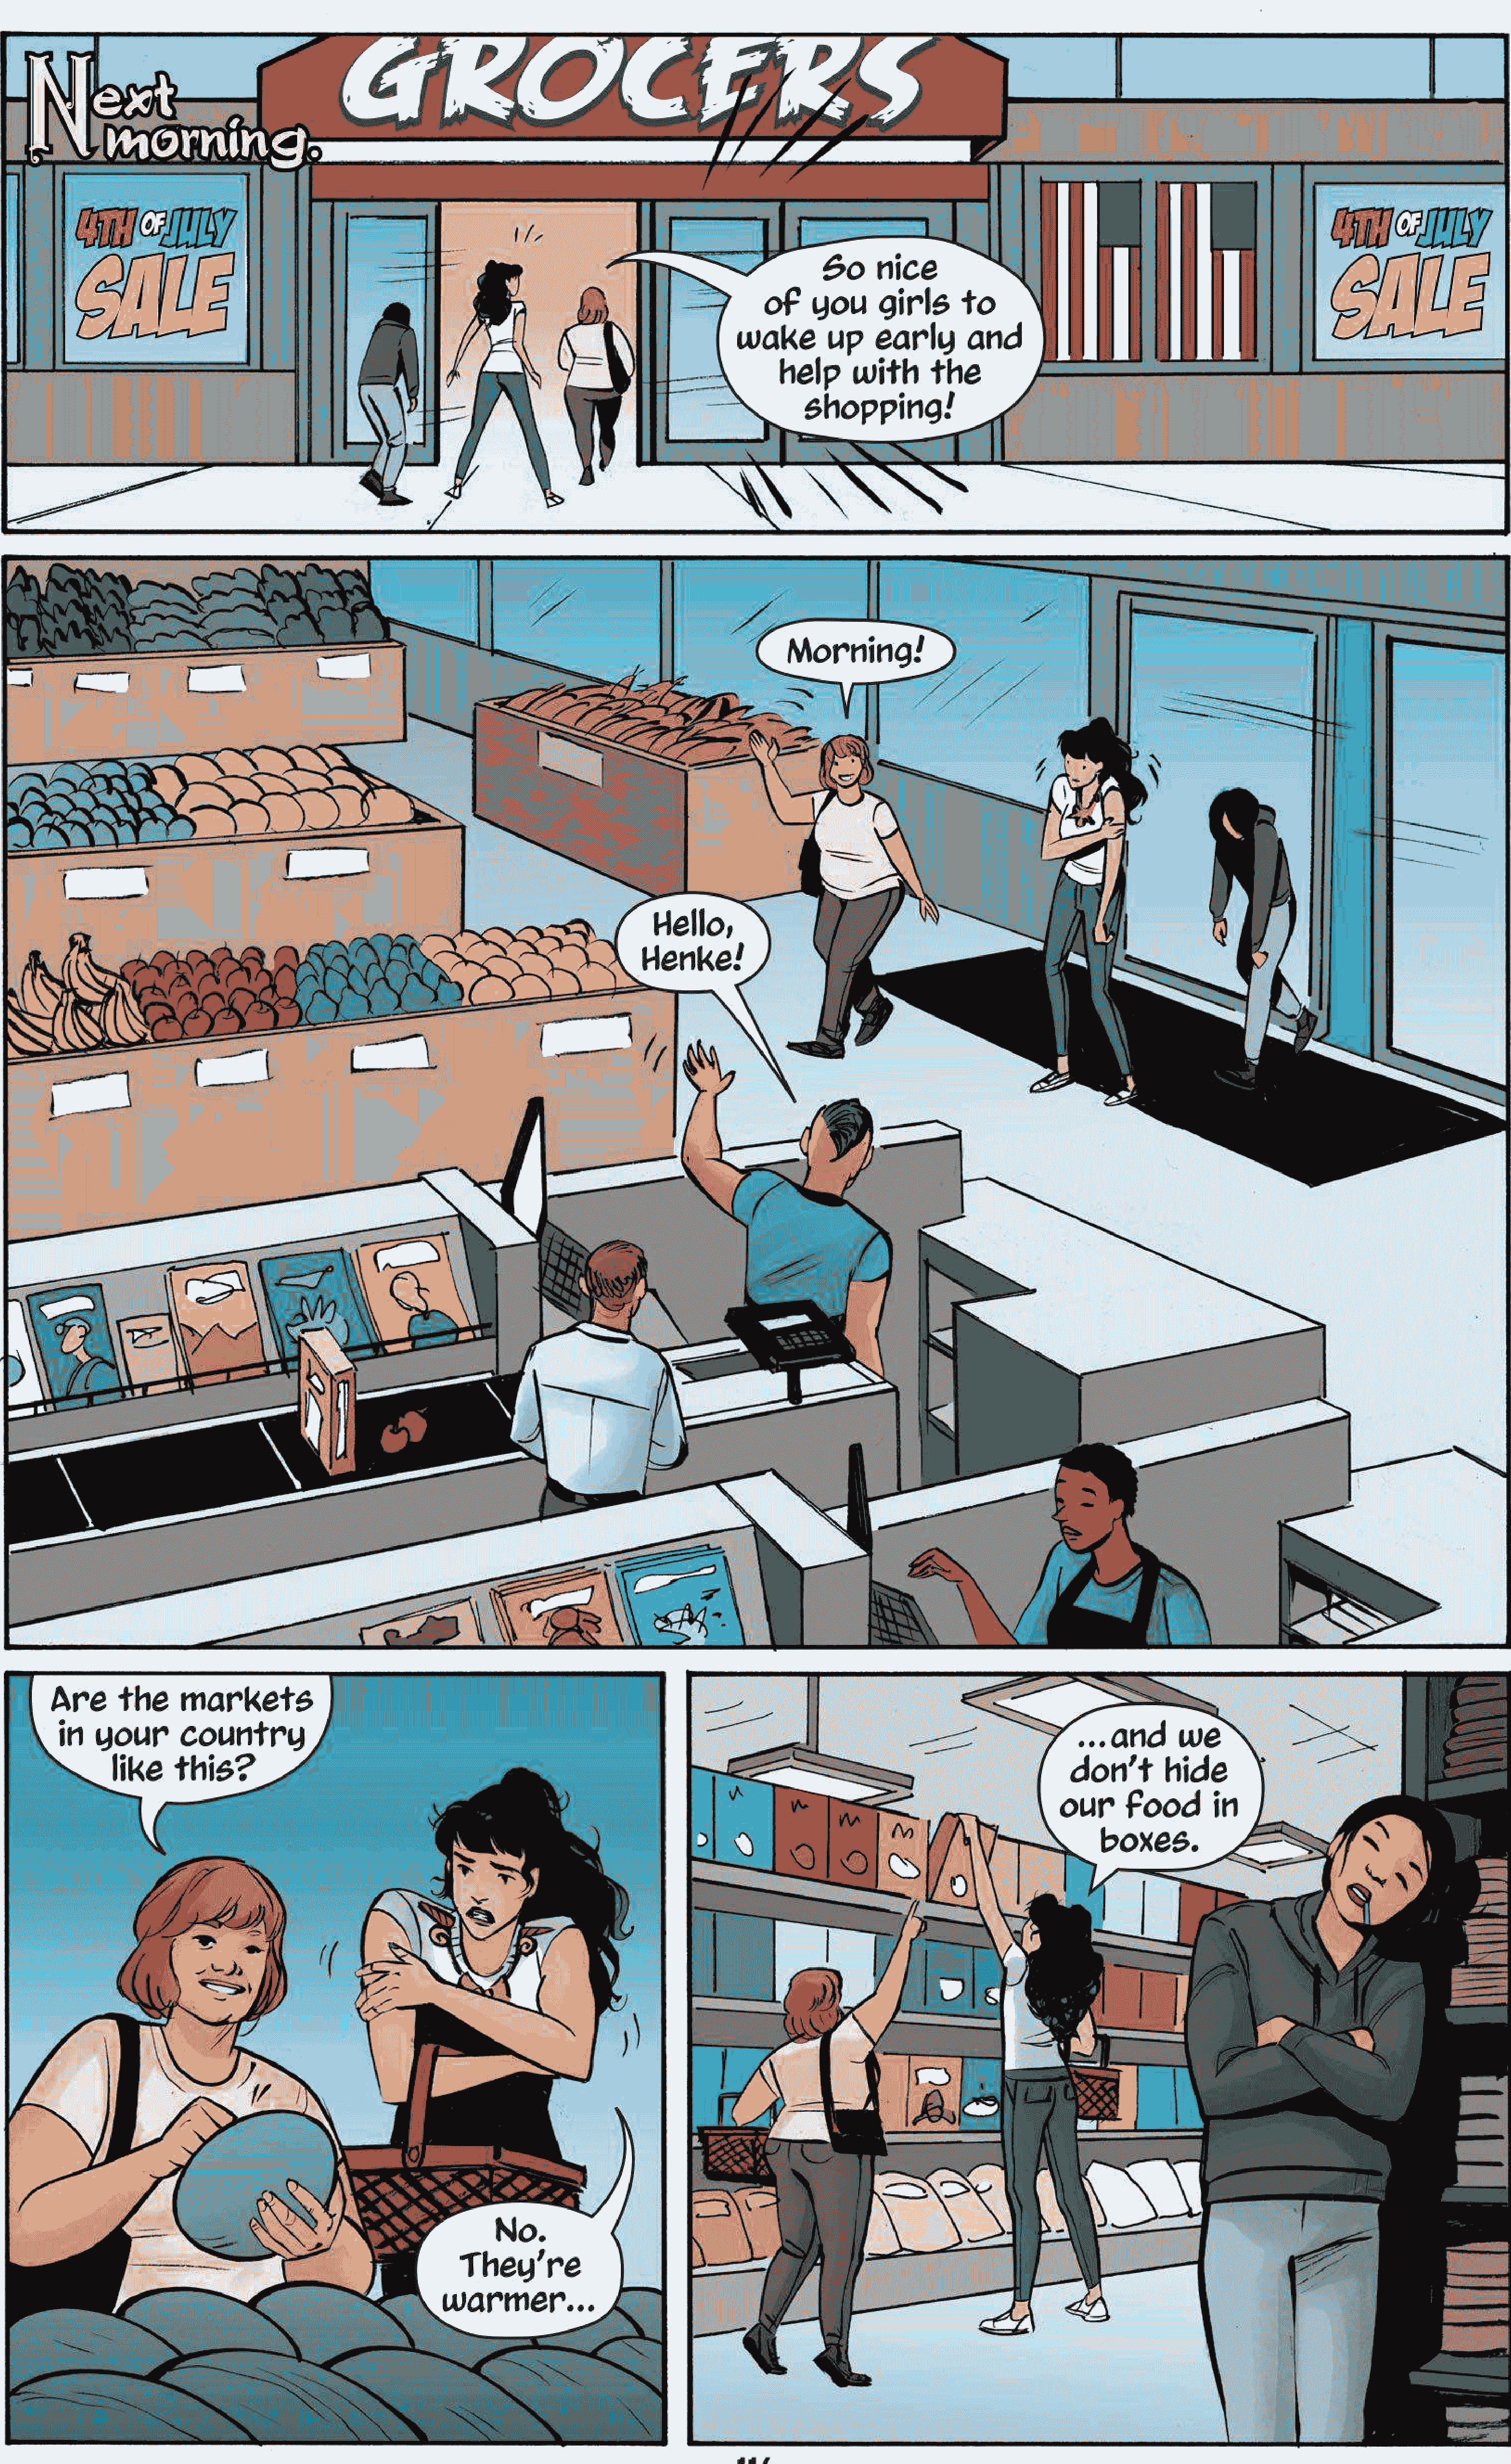 Next
morning.
GROCERS
4TH OF JULY
SALE
4TH OF JULY
SALE
So nice
of you girls to
wake up early and
help with the
shopping!
Morning!
Hello,
Henke!
Are the markets
in your country
like this?
No.
They're
warmer...
...and we
don't hide
our food in
boxes.